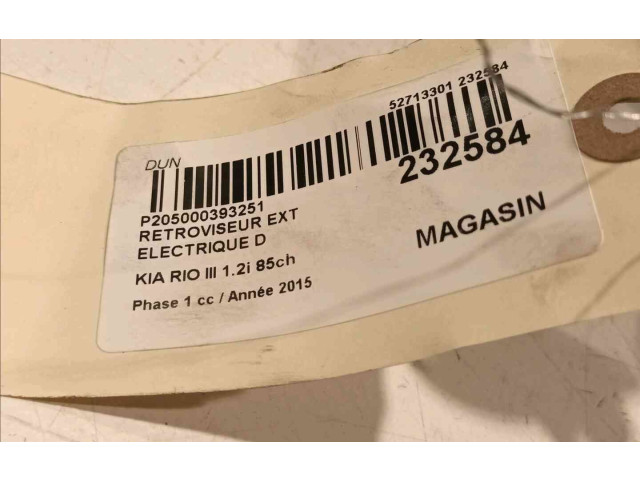 52713301 232584
DUN
232584
P205000393251
RETROVISEUR EXT
ELECTRIQUE D
MAGASIN
KIA RIO III 1.2i 85ch
Phase 1 cc / Année 2015